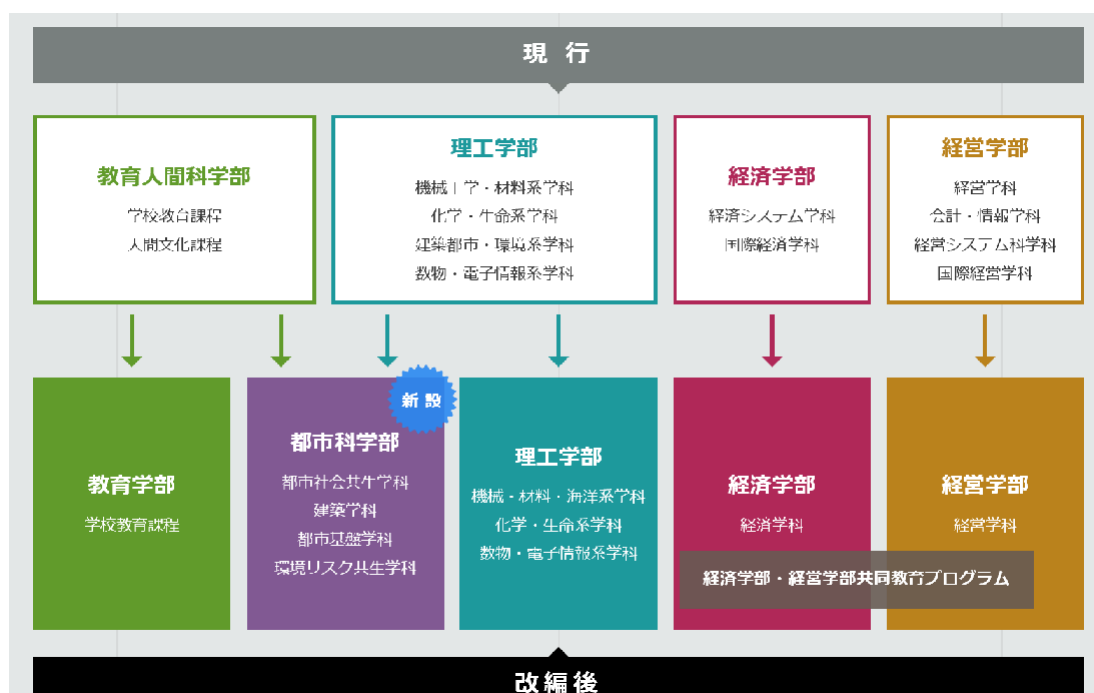 現 行
教育人間科学部
学校教育課程
人間文化課程
理工学部
機械工学・材料系学科
化学・生命系学科
建築都市・環境系学科
数物・電子情報系学科
経済学部
経済システム学科
国際経済学科
経営学部
経営学科
会計・情報学科
経営システム科学科
国際経営学科
教育学部
学校教育課程
新設
都市科学部
都市社会共生学科
建築学科
都市基盤学科
環境リスク共生学科
理工学部
機械・材料・海洋系学科
化学・生命系学科
数物・電子情報系学科
経済学部
経済学科
経営学部
経営学科
経済学部・経営学部共同教育プログラム
改編後